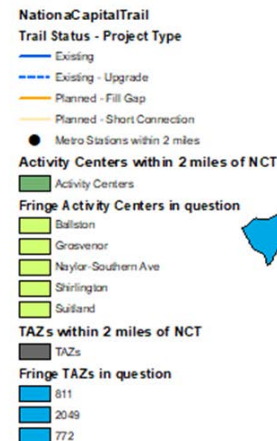 NationaCapitalTrail
Trail Status - Project Type
Existing
Existing - Upgrade
Planned - Fill Gap
Planned - Short Connection
Metro Stations within 2 miles
Activity Centers within 2 miles of NCT
Activity Centers
Fringe Activity Centers in question
Ballston
Grosvenor
Naylor-Southern Ave
Shirlington
Suitland
TAZs within 2 miles of NCT
TAZs
Fringe TAZs in question
811
2049
772